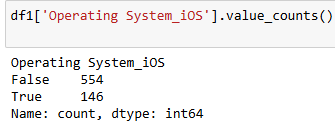 df1['Operating System_iOS'].value_counts()
Operating System_iOS
False    554
True     146
Name: count, dtype: int64